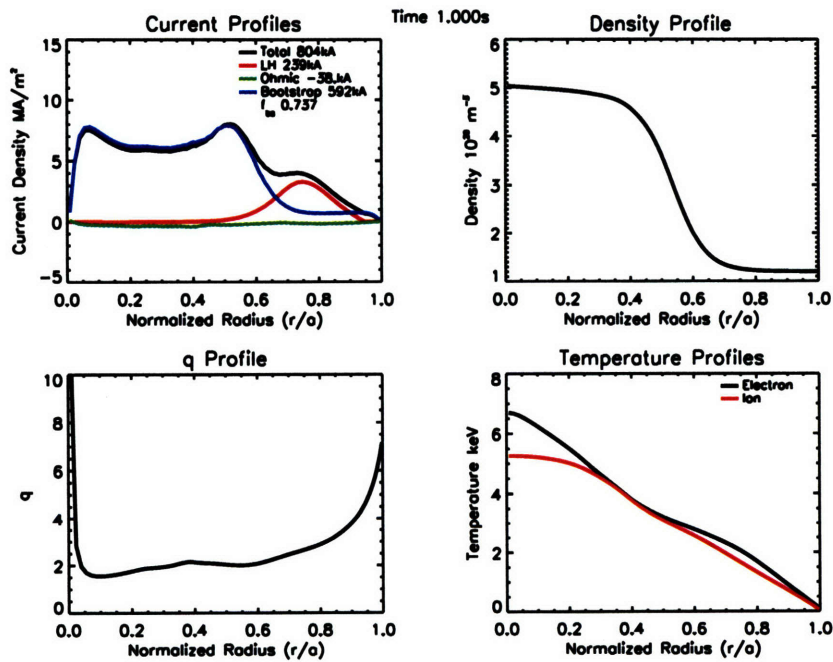 Time 1.000s
Current Profiles
15
10
5
0
-5
Current Density MA/m²
Total 804kA
LH 239kA
Ohmic -38.kA
Bootstrap 592kA
f_bs 0.737
0.0 0.2 0.4 0.6 0.8 1.0
Normalized Radius (r/a)
Density Profile
6
5
4
3
2
1
Density 10²⁰ m⁻³
0.0 0.2 0.4 0.6 0.8 1.0
Normalized Radius (r/a)
q Profile
10
8
6
4
2
0
q
0.0 0.2 0.4 0.6 0.8 1.0
Normalized Radius (r/a)
Temperature Profiles
8
6
4
2
0
Temperature keV
Electron
Ion
0.0 0.2 0.4 0.6 0.8 1.0
Normalized Radius (r/a)